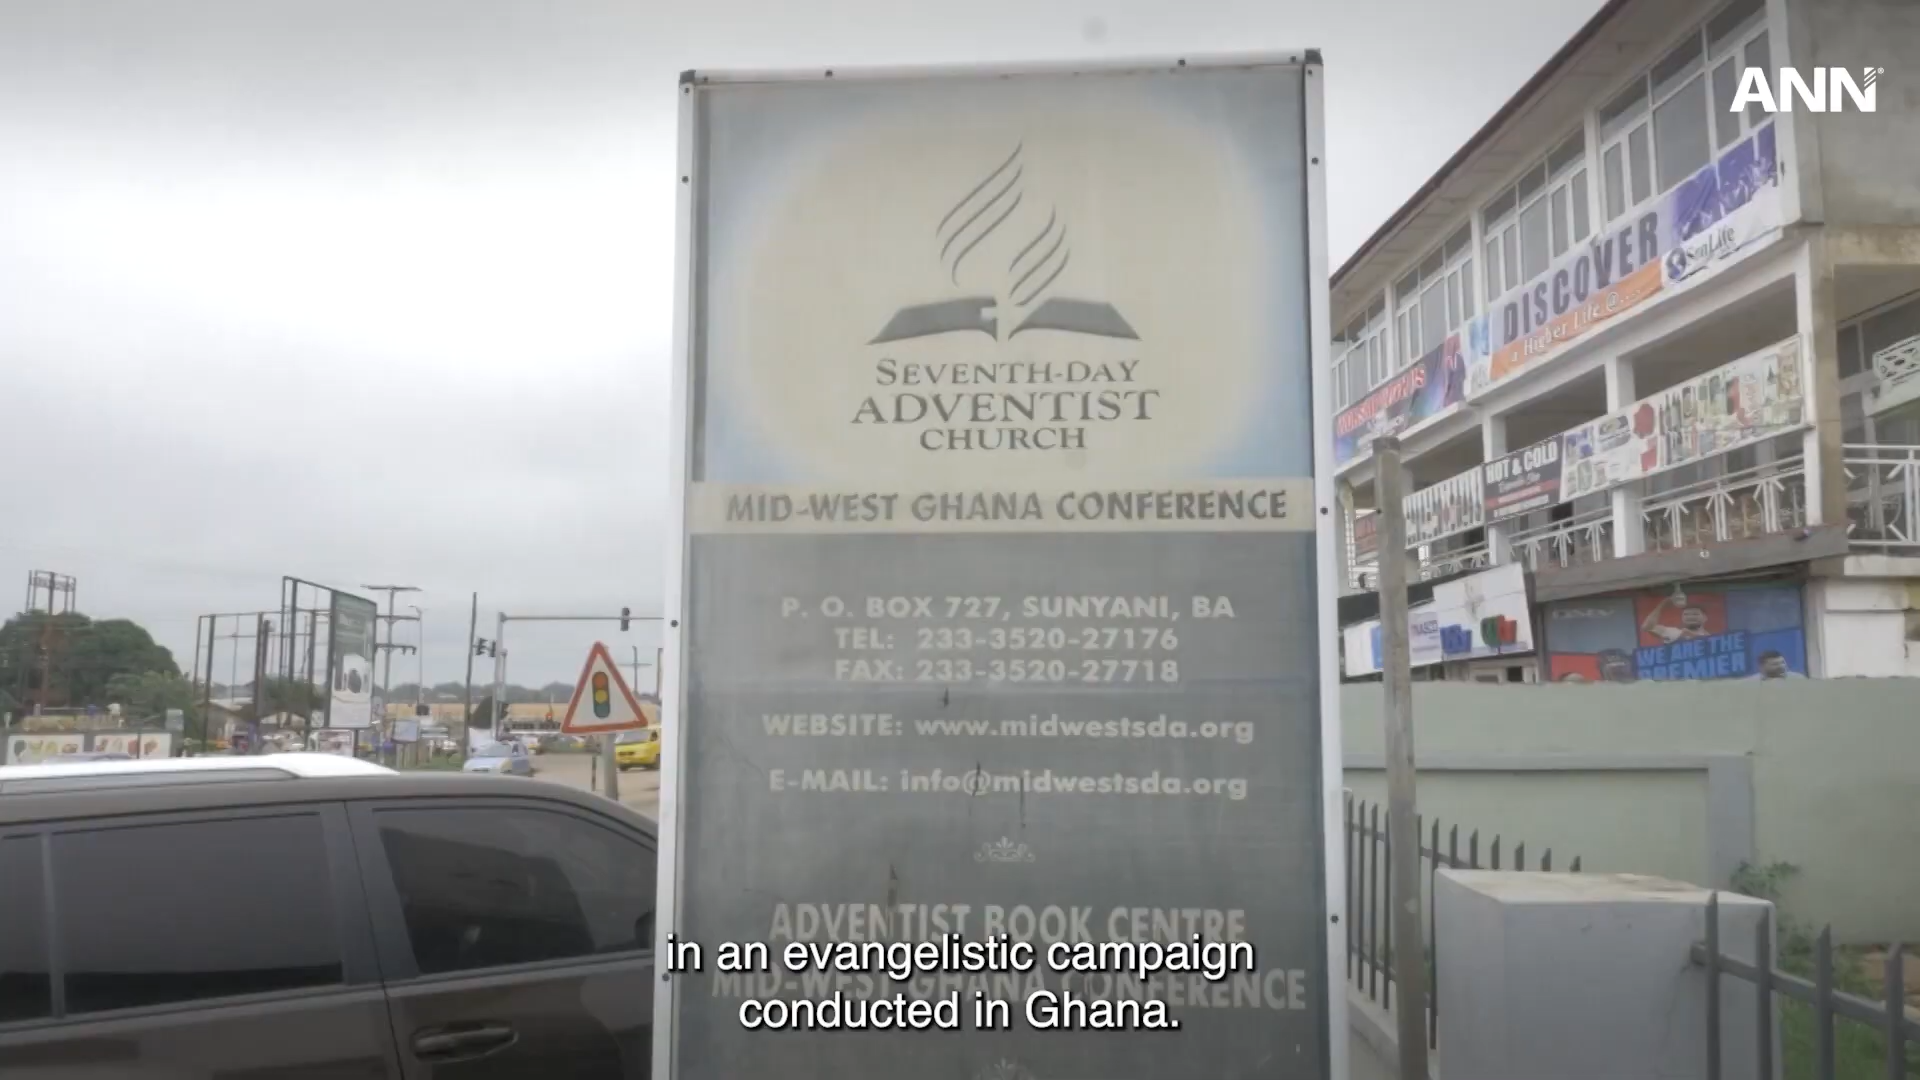 ANN
SEVENTH-DAY
ADVENTIST
CHURCH
MID-WEST GHANA CONFERENCE
P. O. BOX 727, SUNYANI, BA
TEL: 233-3520-27176
FAX: 233-3520-27718
WEBSITE: www.midwestsda.org
E-MAIL: info@midwestsda.org
ADVENTIST BOOK CENTRE
MID-WEST GHANA CONFERENCE
in an evangelistic campaign
conducted in Ghana.
DISCOVER
a Higher Life @....
HOT & COLD
WE ARE THE
PREMIER